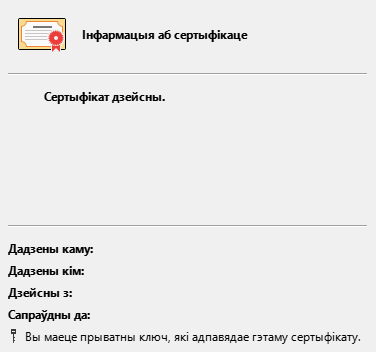 Інфармацыя аб сертыфікаце
Сертыфікат дзейсны.
Дадзены каму:
Дадзены кім:
Дзейсны з:
Сапраўдны да:
Вы маеце прыватны ключ, які адпавядае гэтаму сертыфікату.